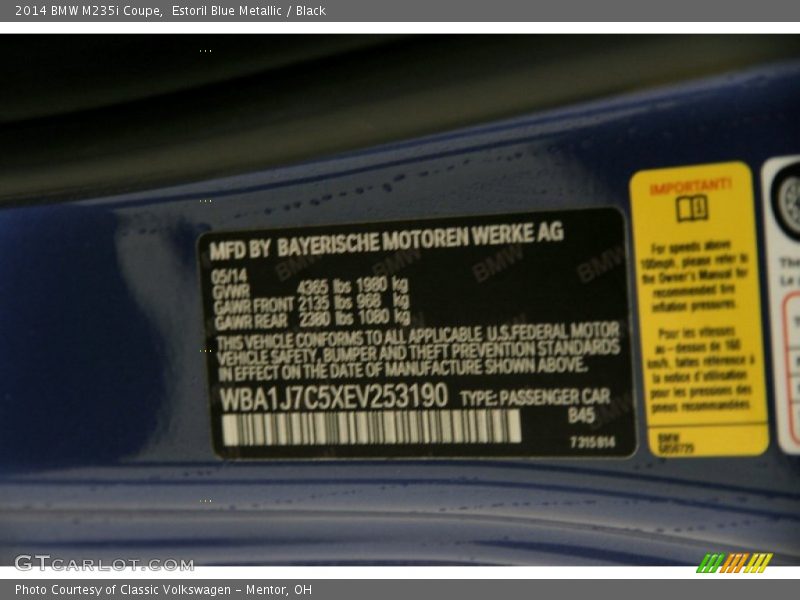 2014 BMW M235i Coupe,  Estoril Blue Metallic / Black
MFD BY BAYERISCHE MOTOREN WERKE AG
05/14
GVWR 4365 lbs 1980 kg
GAWR FRONT 2135 lbs 968 kg
GAWR REAR 2380 lbs 1080 kg
THIS VEHICLE CONFORMS TO ALL APPLICABLE U.S.FEDERAL MOTOR
VEHICLE SAFETY, BUMPER AND THEFT PREVENTION STANDARDS
IN EFFECT ON THE DATE OF MANUFACTURE SHOWN ABOVE.
WBA1J7C5XEV253190 TYPE: PASSENGER CAR
B45
7 315 814
IMPORTANT!
For speeds above
100mph, please refer to
the Owner's Manual for
recommended tire
inflation pressures.
Pour les vitesses
au-dessus de 160
km/h, faites référence à
la notice d'utilisation
pour les pressions des
pneus recommandées.
BMW
GTCarcolor.com
Photo Courtesy of Classic Volkswagen - Mentor, OH